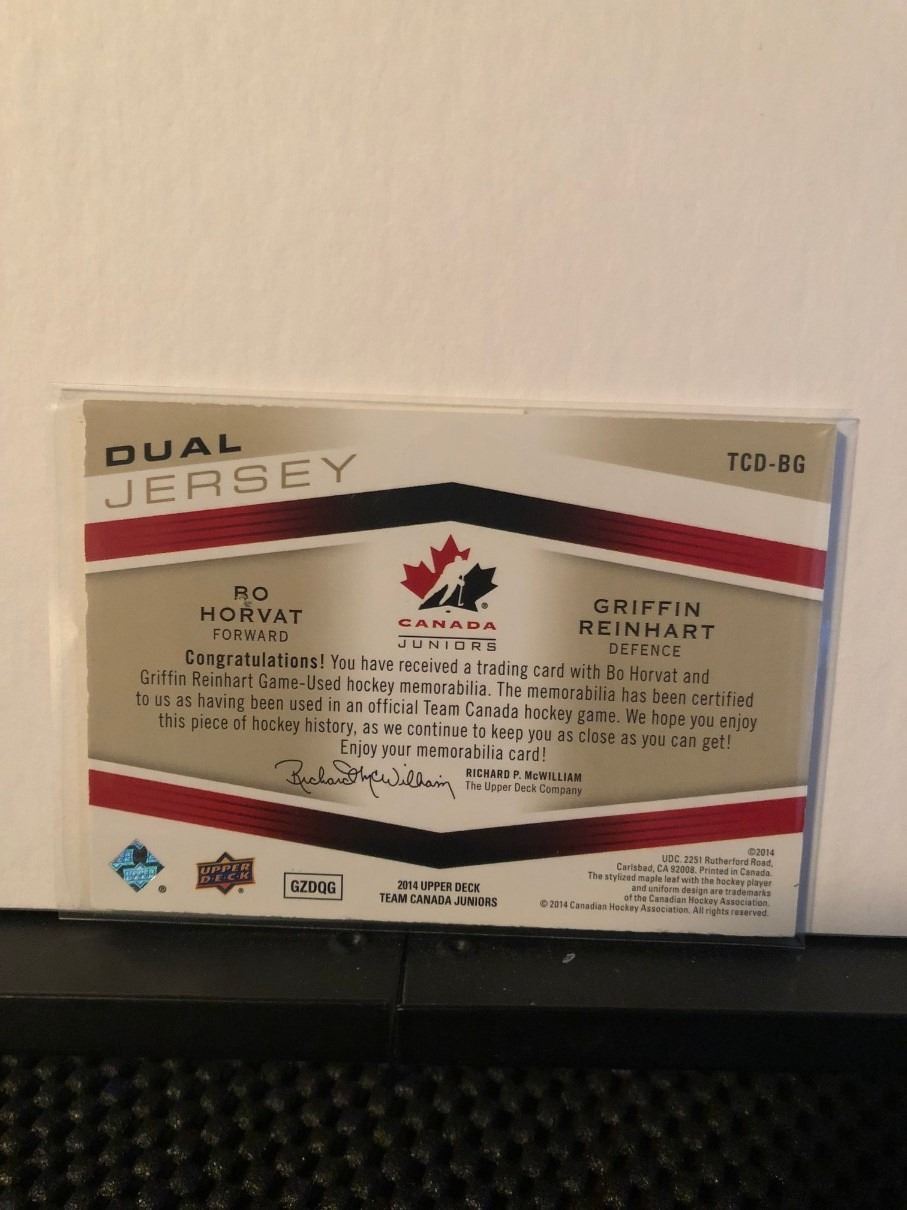 DUAL
JERSEY
TCD-BG
BO
HORVAT
FORWARD
CANADA
JUNIORS
GRIFFIN
REINHART
DEFENCE
Congratulations! You have received a trading card with Bo Horvat and
Griffin Reinhart Game-Used hockey memorabilia. The memorabilia has been certified
to us as having been used in an official Team Canada hockey game. We hope you enjoy
this piece of hockey history, as we continue to keep you as close as you can get!
Enjoy your memorabilia card!
Richard McWilliam
RICHARD P. McWILLIAM
The Upper Deck Company
®
UPPER
D·E·C·K
®
GZDQG
2014 UPPER DECK
TEAM CANADA JUNIORS
©2014
UDC. 2251 Rutherford Road,
Carlsbad, CA 92008. Printed in Canada.
The stylized maple leaf with the hockey player
and uniform design are trademarks
of the Canadian Hockey Association.
© 2014 Canadian Hockey Association. All rights reserved.